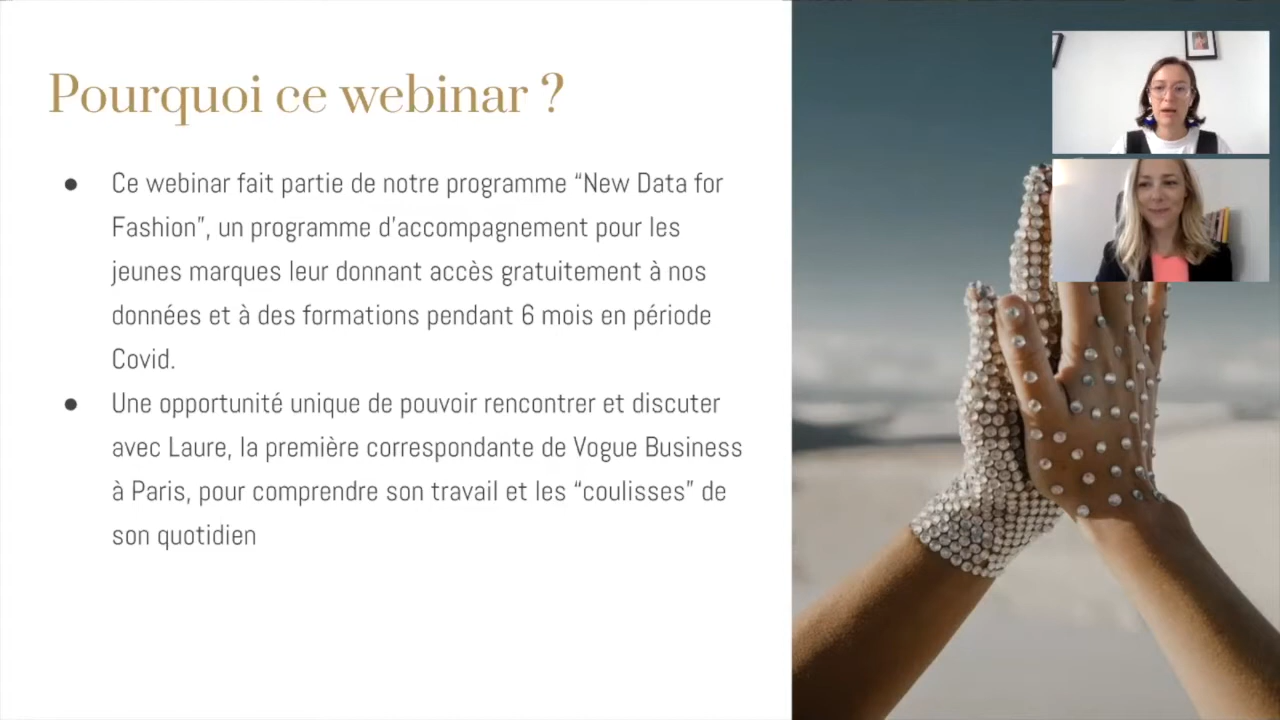 Pourquoi ce webinar ?
● Ce webinar fait partie de notre programme “New Data for
Fashion”, un programme d’accompagnement pour les
jeunes marques leur donnant accès gratuitement à nos
données et à des formations pendant 6 mois en période
Covid.
● Une opportunité unique de pouvoir rencontrer et discuter
avec Laure, la première correspondante de Vogue Business
à Paris, pour comprendre son travail et les “coulisses” de
son quotidien